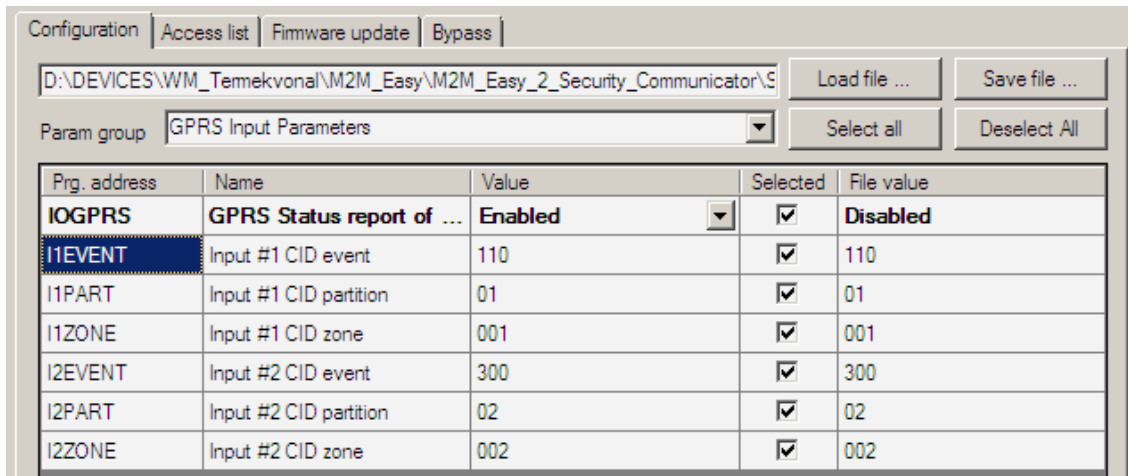 Configuration Access list Firmware update Bypass
D:\DEVICES\WM_Termekvonal\M2M_Easy\M2M_Easy_2_Security_Communicator\S Load file ... Save file ...
Param group GPRS Input Parameters Select all Deselect All
Prg. address Name Value Selected File value
IOGPRS GPRS Status report of ... Enabled Disabled
I1EVENT Input #1 CID event 110 110
I1PART Input #1 CID partition 01 01
I1ZONE Input #1 CID zone 001 001
I2EVENT Input #2 CID event 300 300
I2PART Input #2 CID partition 02 02
I2ZONE Input #2 CID zone 002 002